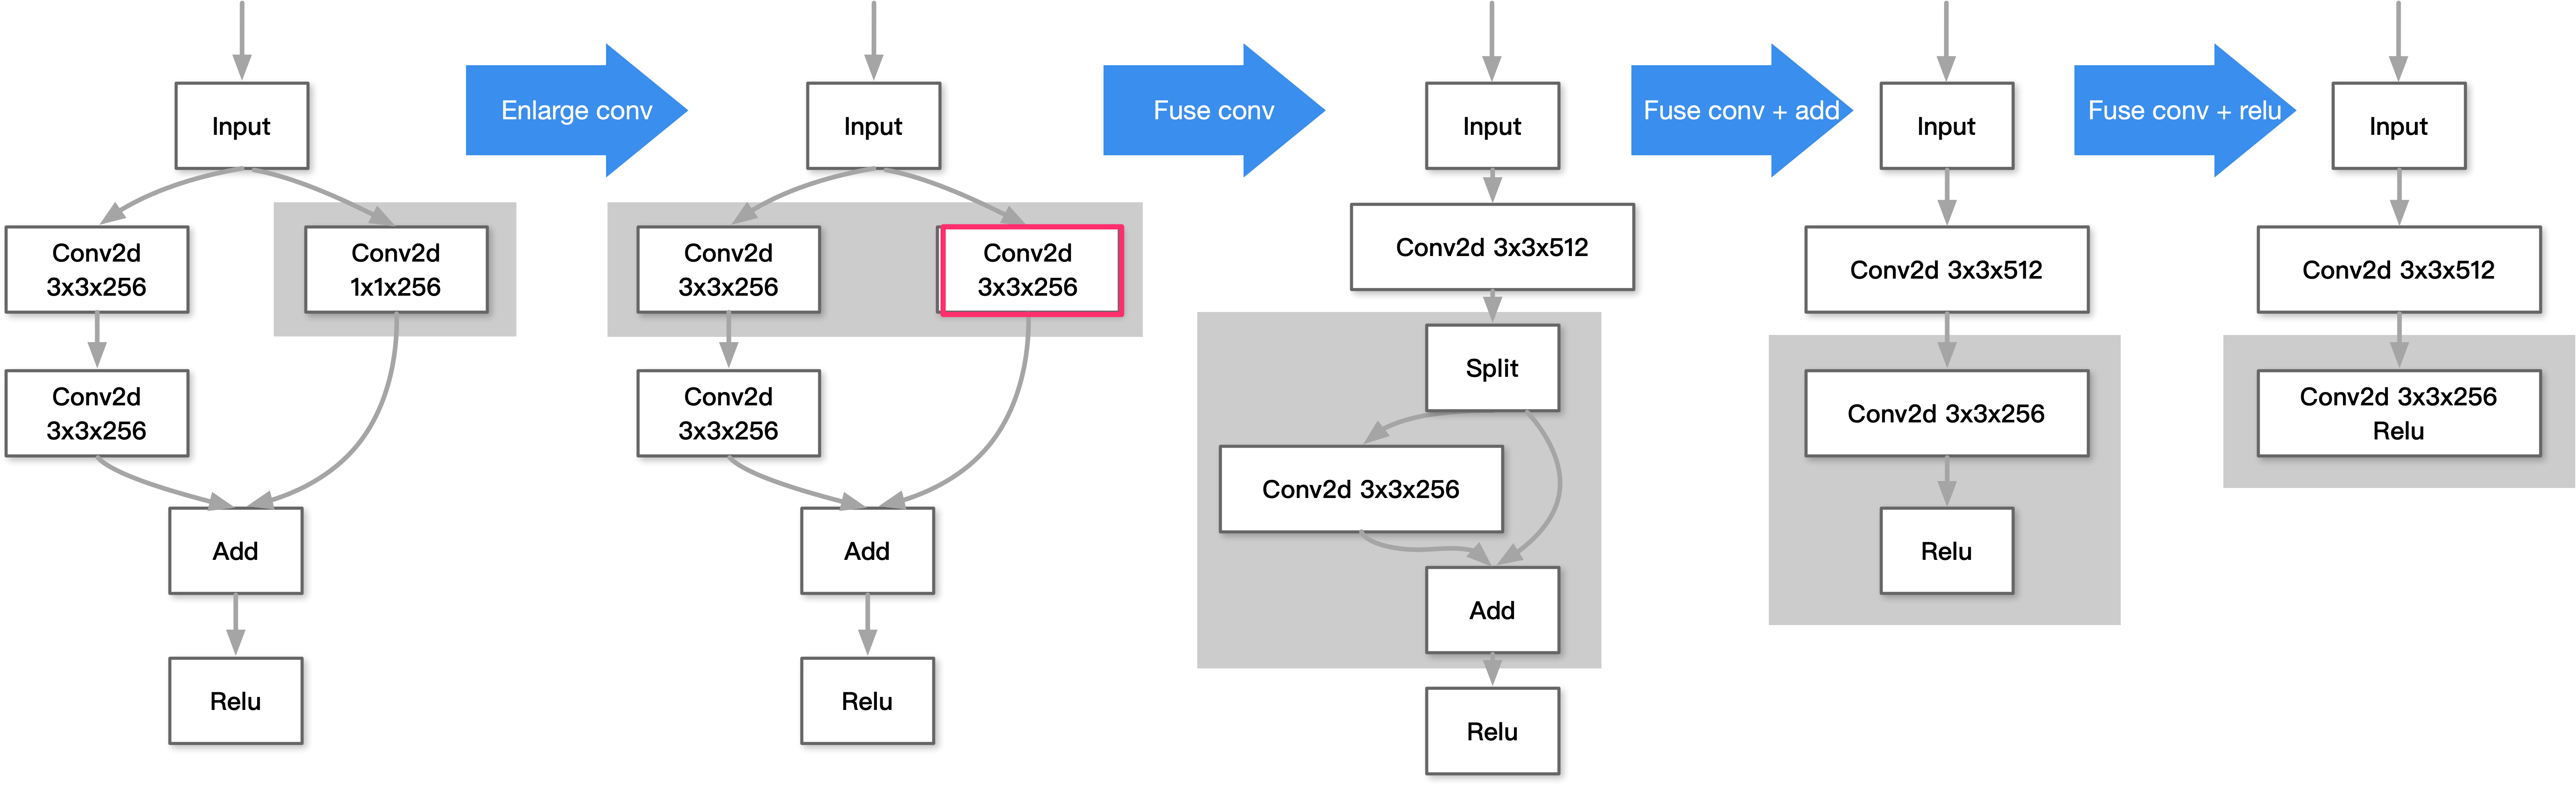 Input
Conv2d
3x3x256
Conv2d
1x1x256
Conv2d
3x3x256
Add
Relu
Enlarge conv
Input
Conv2d
3x3x256
Conv2d
3x3x256
Conv2d
3x3x256
Add
Relu
Fuse conv
Input
Conv2d 3x3x512
Split
Conv2d 3x3x256
Add
Relu
Fuse conv + add
Input
Conv2d 3x3x512
Conv2d 3x3x256
Relu
Fuse conv + relu
Input
Conv2d 3x3x512
Conv2d 3x3x256
Relu